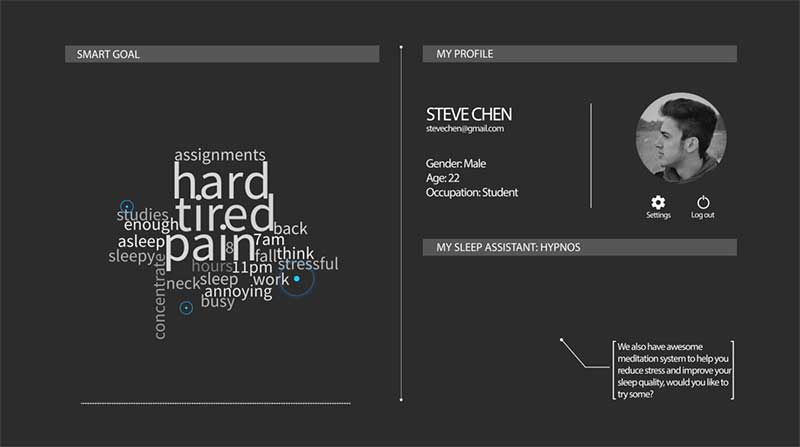 SMART GOAL
assignments
hard
tired
studies
enough
back
asleep
pain
8
7am
think
sleepy
fall
hours
11pm
stressful
concentrate
neck
sleep
work
annoying
busy
MY PROFILE
STEVE CHEN
stevechen@gmail.com
Gender: Male
Age: 22
Occupation: Student
Settings
Log out
MY SLEEP ASSISTANT: HYPNOS
We also have awesome
meditation system to help you
reduce stress and improve your
sleep quality, would you like to
try some?